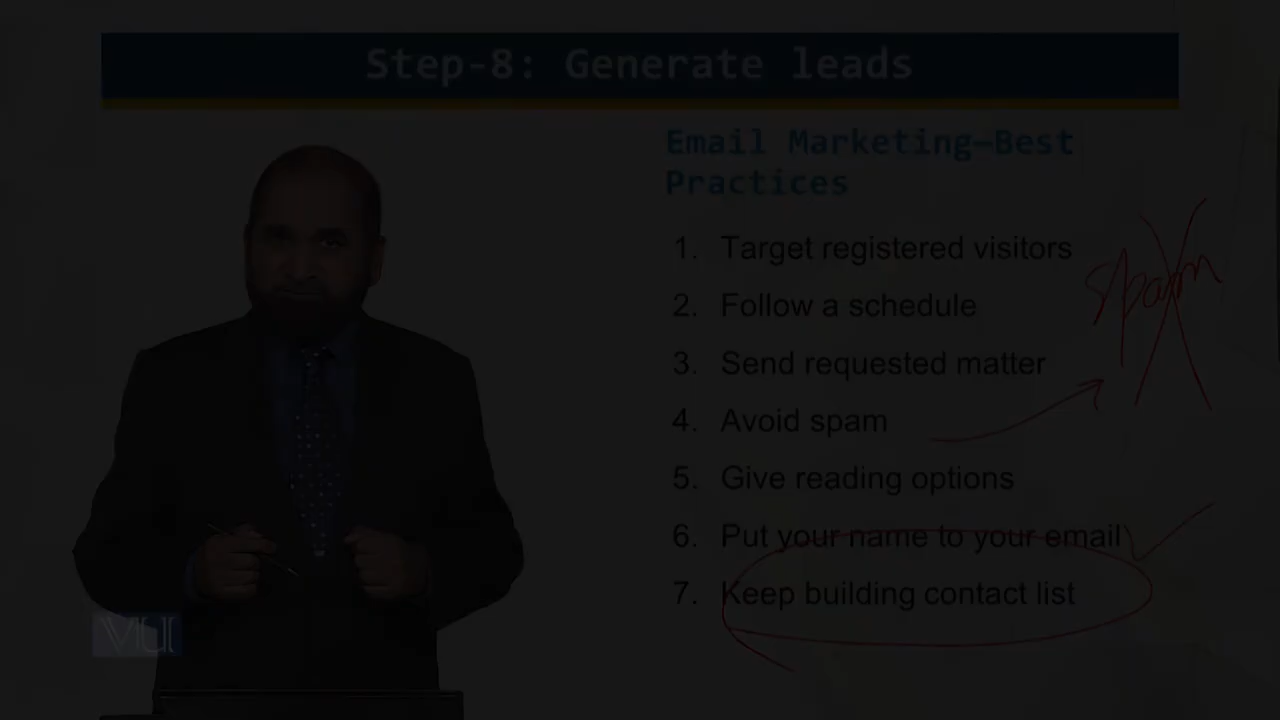 Step-8: Generate leads
Email Marketing—Best
Practices
1. Target registered visitors
2. Follow a schedule
3. Send requested matter
4. Avoid spam
5. Give reading options
6. Put your name to your email
7. Keep building contact list
Spam
VU